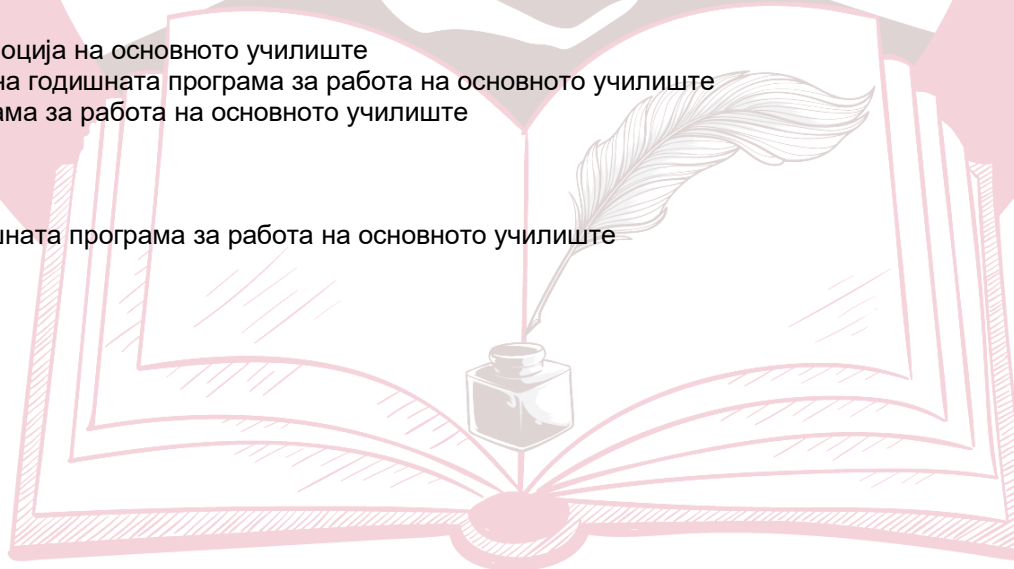 оција на основното училиште
на годишната програма за работа на основното училиште
ама за работа на основното училиште
шната програма за работа на основното училиште